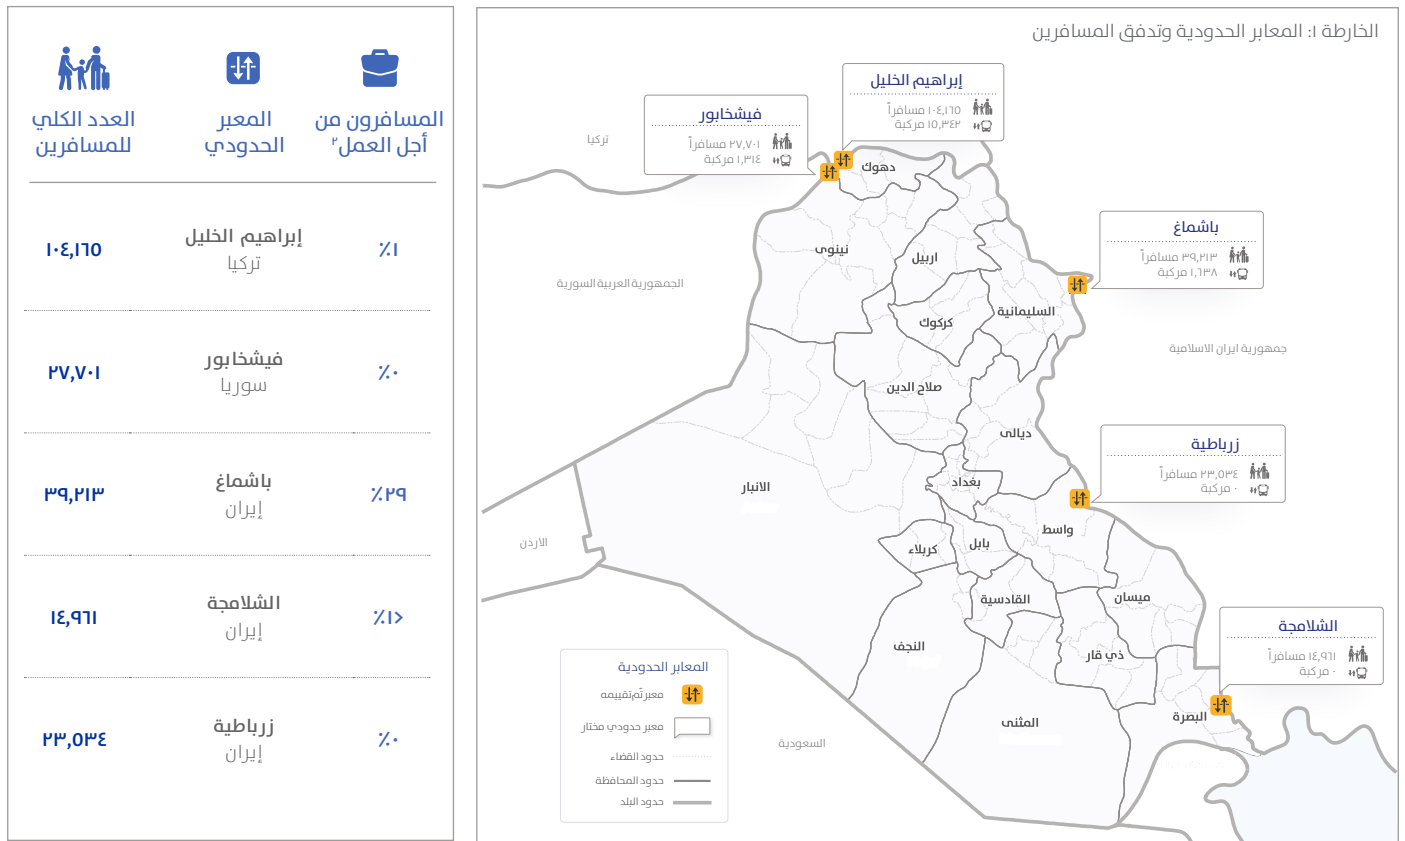 الخارطة ١: المعابر الحدودية وتدفق المسافرين
إبراهيم الخليل
١٠٤,١٦٥ مسافراً
١٥,٣٤٢ مركبة
فيشخابور
٢٧,٧٠١ مسافراً
١,٣١٤ مركبة
باشماغ
٣٩,٢١٣ مسافراً
١,٦٣٨ مركبة
زرباطية
٢٣,٥٣٤ مسافراً
٠ مركبة
الشلامجة
١٤,٩٦١ مسافراً
٠ مركبة
تركيا
الجمهورية العربية السورية
جمهورية ايران الاسلامية
الاردن
السعودية
دهوك
نينوى
اربيل
كركوك
السليمانية
صلاح الدين
ديالى
بغداد
الانبار
واسط
بابل
كربلاء
القادسية
ميسان
النجف
ذي قار
المثنى
البصرة
المعابر الحدودية
معبر تم تقييمه
معبر حدودي مختار
حدود القضاء
حدود المحافظة
حدود البلد
المسافرون من
أجل العمل٢
المعبر
الحدودي
العدد الكلي
للمسافرين
٪١
إبراهيم الخليل
تركيا
١٠٤,١٦٥
٪٠
فيشخابور
سوريا
٢٧,٧٠١
٪٢٩
باشماغ
إيران
٣٩,٢١٣
٪١>
الشلامجة
إيران
١٤,٩٦١
٪٠
زرباطية
إيران
٢٣,٥٣٤